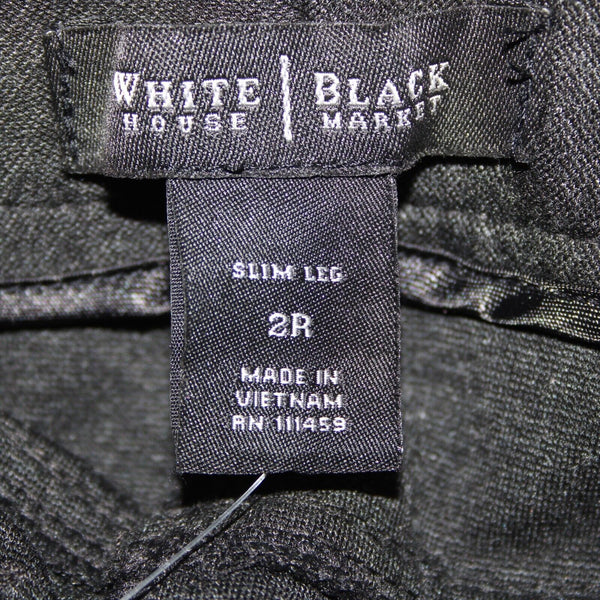 WHITE | BLACK
HOUSE MARKET
SLIM LEG
2R
MADE IN
VIETNAM
RN 111459